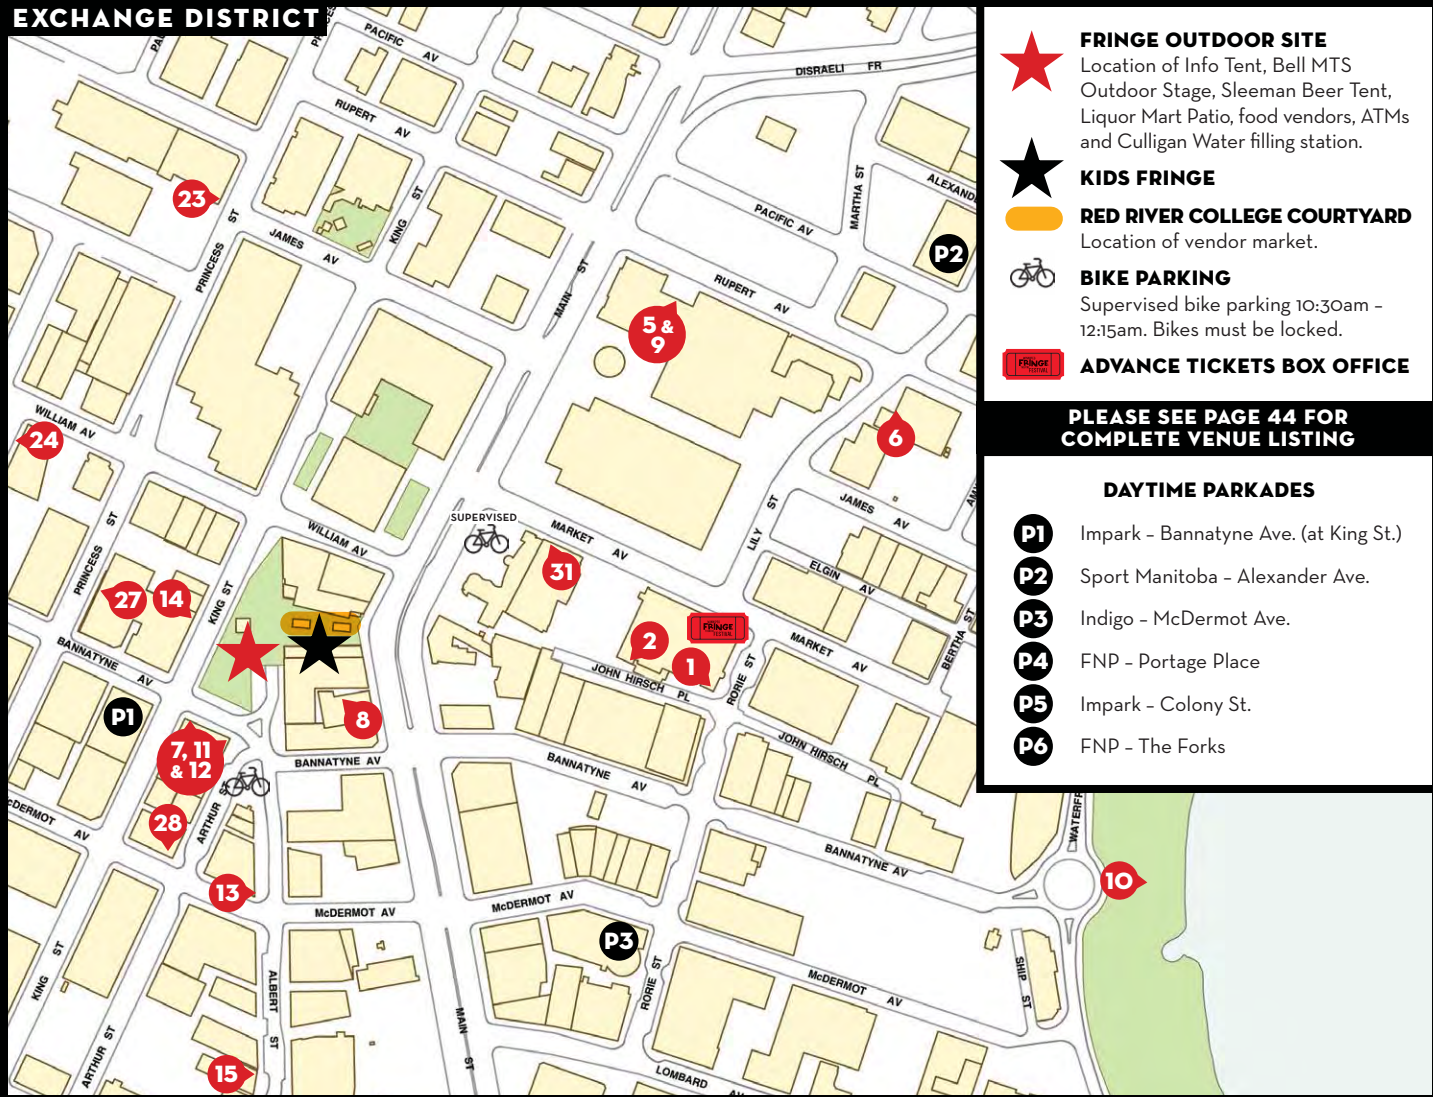 EXCHANGE DISTRICT
PACIFIC AV
DISRAELI FR
RUPERT AV
ALEXAND
MARTHA ST
KING ST
PACIFIC AV
23
PRINCESS ST
JAMES AV
P2
MAIN ST
RUPERT AV
5 &
9
WILLIAM AV
24
6
JAMES AV
LILY ST
SUPERVISED
MARKET AV
WILLIAM AV
PRINCESS ST
31
ELGIN AV
27
14
KING ST
FRINGE
FESTIVAL
BERTHA ST
2
MARKET AV
BANNATYNE AV
1
JOHN HIRSCH PL
RORIE ST
P1
8
7, 11
& 12
BANNATYNE AV
JOHN HIRSCH PL
BANNATYNE AV
ARTHUR ST
McDERMOT AV
28
WATERFR
BANNATYNE AV
10
13
McDERMOT AV
McDERMOT AV
P3
KING ST
RORIE ST
SHIP ST
McDERMOT AV
ALBERT ST
MAIN ST
ARTHUR ST
15
LOMBARD AV
FRINGE OUTDOOR SITE
Location of Info Tent, Bell MTS
Outdoor Stage, Sleeman Beer Tent,
Liquor Mart Patio, food vendors, ATMs
and Culligan Water filling station.
KIDS FRINGE
RED RIVER COLLEGE COURTYARD
Location of vendor market.
BIKE PARKING
Supervised bike parking 10:30am –
12:15am. Bikes must be locked.
FRINGE
FESTIVAL
ADVANCE TICKETS BOX OFFICE
PLEASE SEE PAGE 44 FOR
COMPLETE VENUE LISTING
DAYTIME PARKADES
P1 Impark – Bannatyne Ave. (at King St.)
P2 Sport Manitoba – Alexander Ave.
P3 Indigo – McDermot Ave.
P4 FNP – Portage Place
P5 Impark – Colony St.
P6 FNP – The Forks